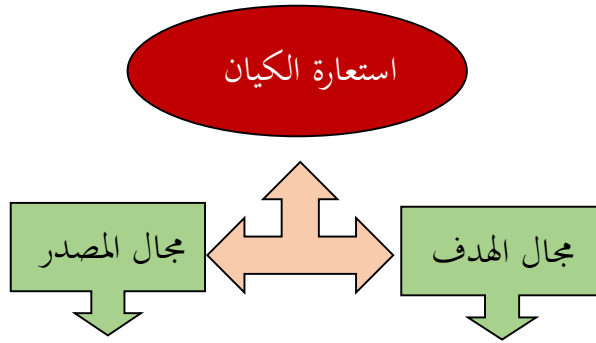 استعارة الكيان
مجال الهدف
مجال المصدر